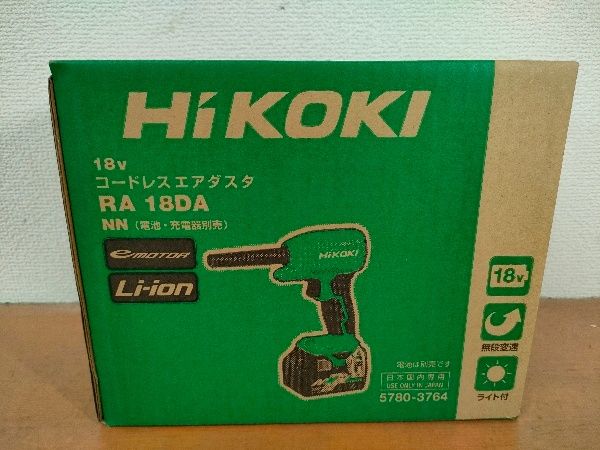 HiKOKI
18v
コードレスエアダスタ
RA 18DA
NN (電池・充電器別売)
e MOTOR
Li-ion
HiKOKI
18v
無段変速
電池は別売です
日本国内専用
USE ONLY IN JAPAN
5780-3764
ライト付